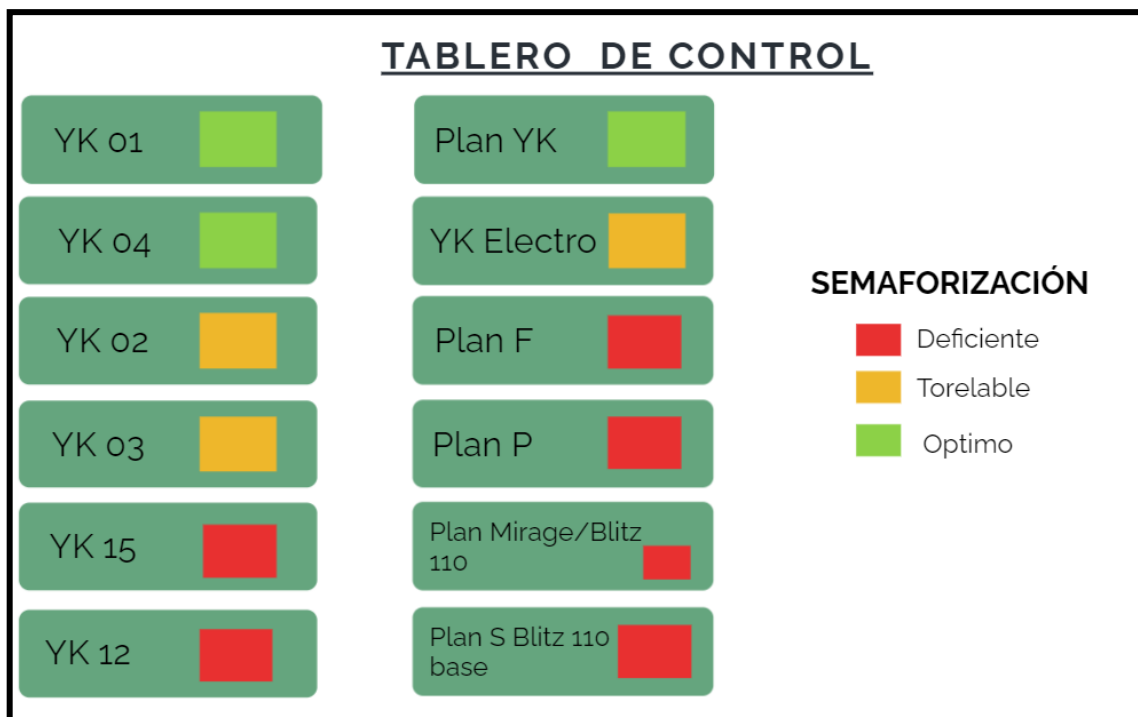 TABLERO DE CONTROL
YK 01
YK 04
YK 02
YK 03
YK 15
YK 12
Plan YK
YK Electro
Plan F
Plan P
Plan Mirage/Blitz
110
Plan S Blitz 110
base
SEMAFORIZACIÓN
Deficiente
Torelable
Optimo